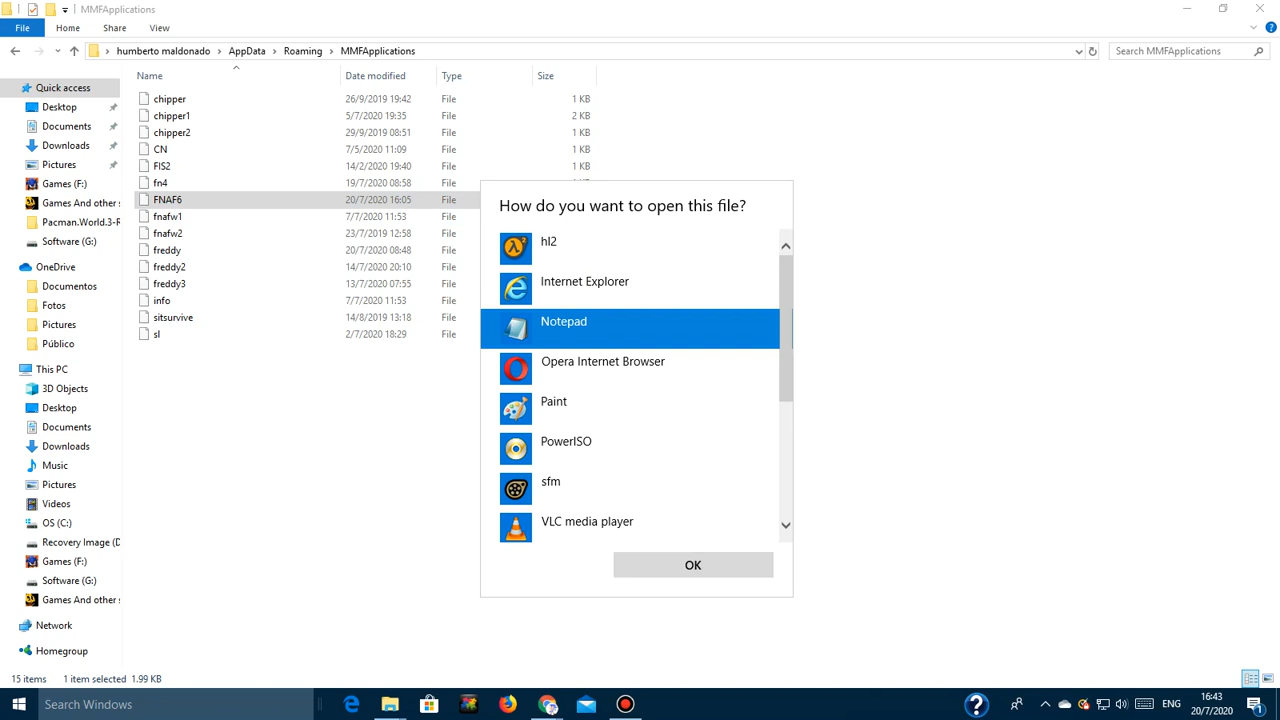 MMFApplications
File Home Share View
humberto maldonado AppData Roaming MMFApplications Search MMFApplications
Name Date modified Type Size
chipper 26/9/2019 19:42 File 1 KB
chipper1 5/7/2020 19:35 File 2 KB
chipper2 29/9/2019 08:51 File 1 KB
CN 7/5/2020 11:09 File 1 KB
FIS2 14/2/2020 19:40 File 1 KB
fn4 19/7/2020 08:58 File
FNAF6 20/7/2020 16:05 File
fnafw1 7/7/2020 11:53 File
fnafw2 23/7/2019 12:58 File
freddy 20/7/2020 08:48 File
freddy2 14/7/2020 20:10 File
freddy3 13/7/2020 07:55 File
info 7/7/2020 11:53 File
sitsurvive 14/8/2019 13:18 File
sl 2/7/2020 18:29 File
Quick access
Desktop
Documents
Downloads
Pictures
Games (F:)
Games And other s
Pacman.World.3-R
Software (G:)
OneDrive
Documentos
Fotos
Pictures
Público
This PC
3D Objects
Desktop
Documents
Downloads
Music
Pictures
Videos
OS (C:)
Recovery Image (D
Games (F:)
Software (G:)
Games And other s
Network
Homegroup
How do you want to open this file?
hl2
Internet Explorer
Notepad
Opera Internet Browser
Paint
PowerISO
sfm
VLC media player
OK
15 items 1 item selected 1.99 KB
Search Windows
ENG
16:43
20/7/2020